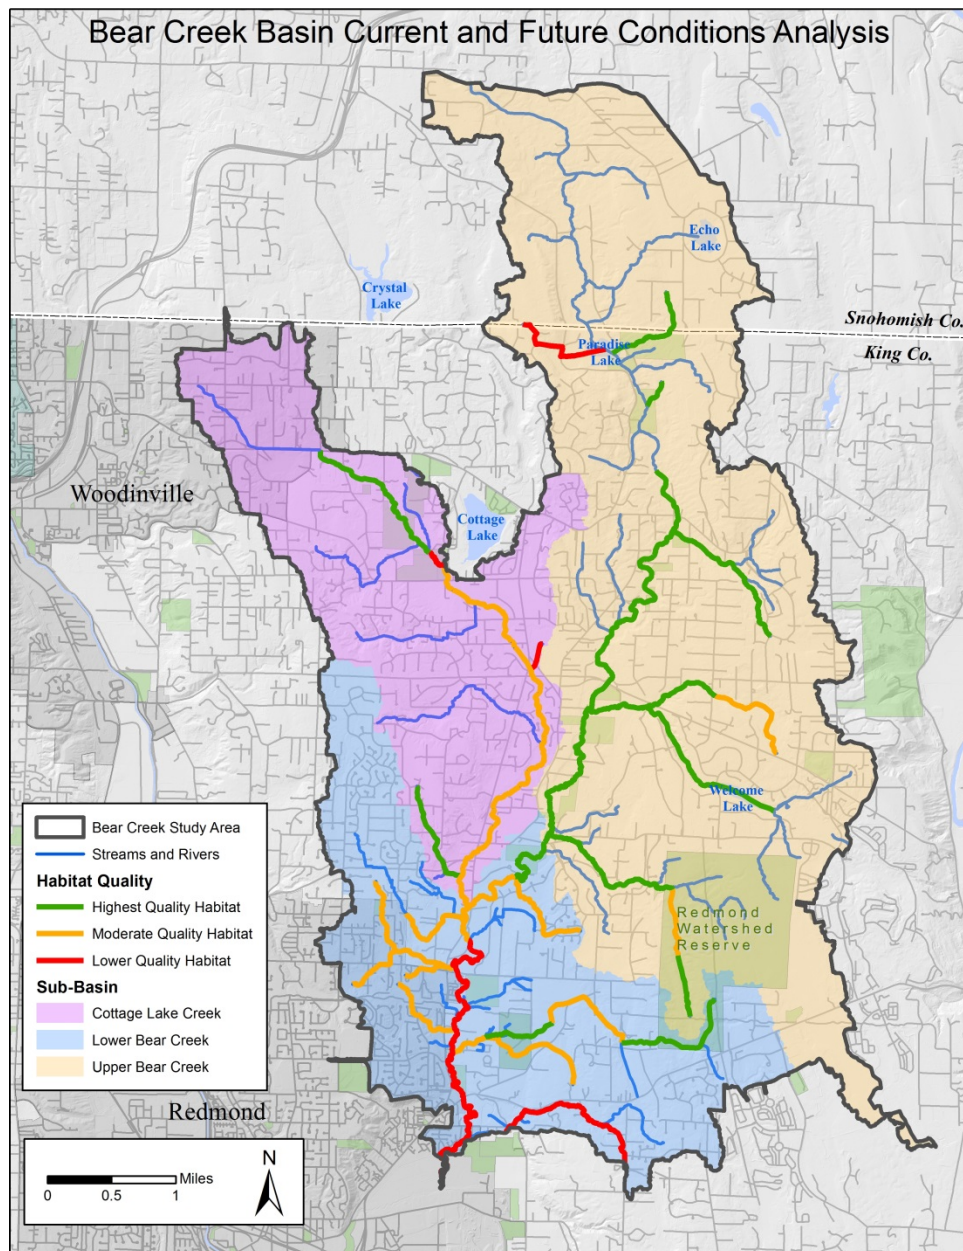 Bear Creek Basin Current and Future Conditions Analysis
Echo
Lake
Crystal
Lake
Snohomish Co.
King Co.
Paradise
Lake
Woodinville
Cottage
Lake
Welcome
Lake
Redmond
Watershed
Reserve
Bear Creek Study Area
Streams and Rivers
Habitat Quality
Highest Quality Habitat
Moderate Quality Habitat
Lower Quality Habitat
Sub-Basin
Cottage Lake Creek
Lower Bear Creek
Upper Bear Creek
Redmond
N
Miles
0 0.5 1